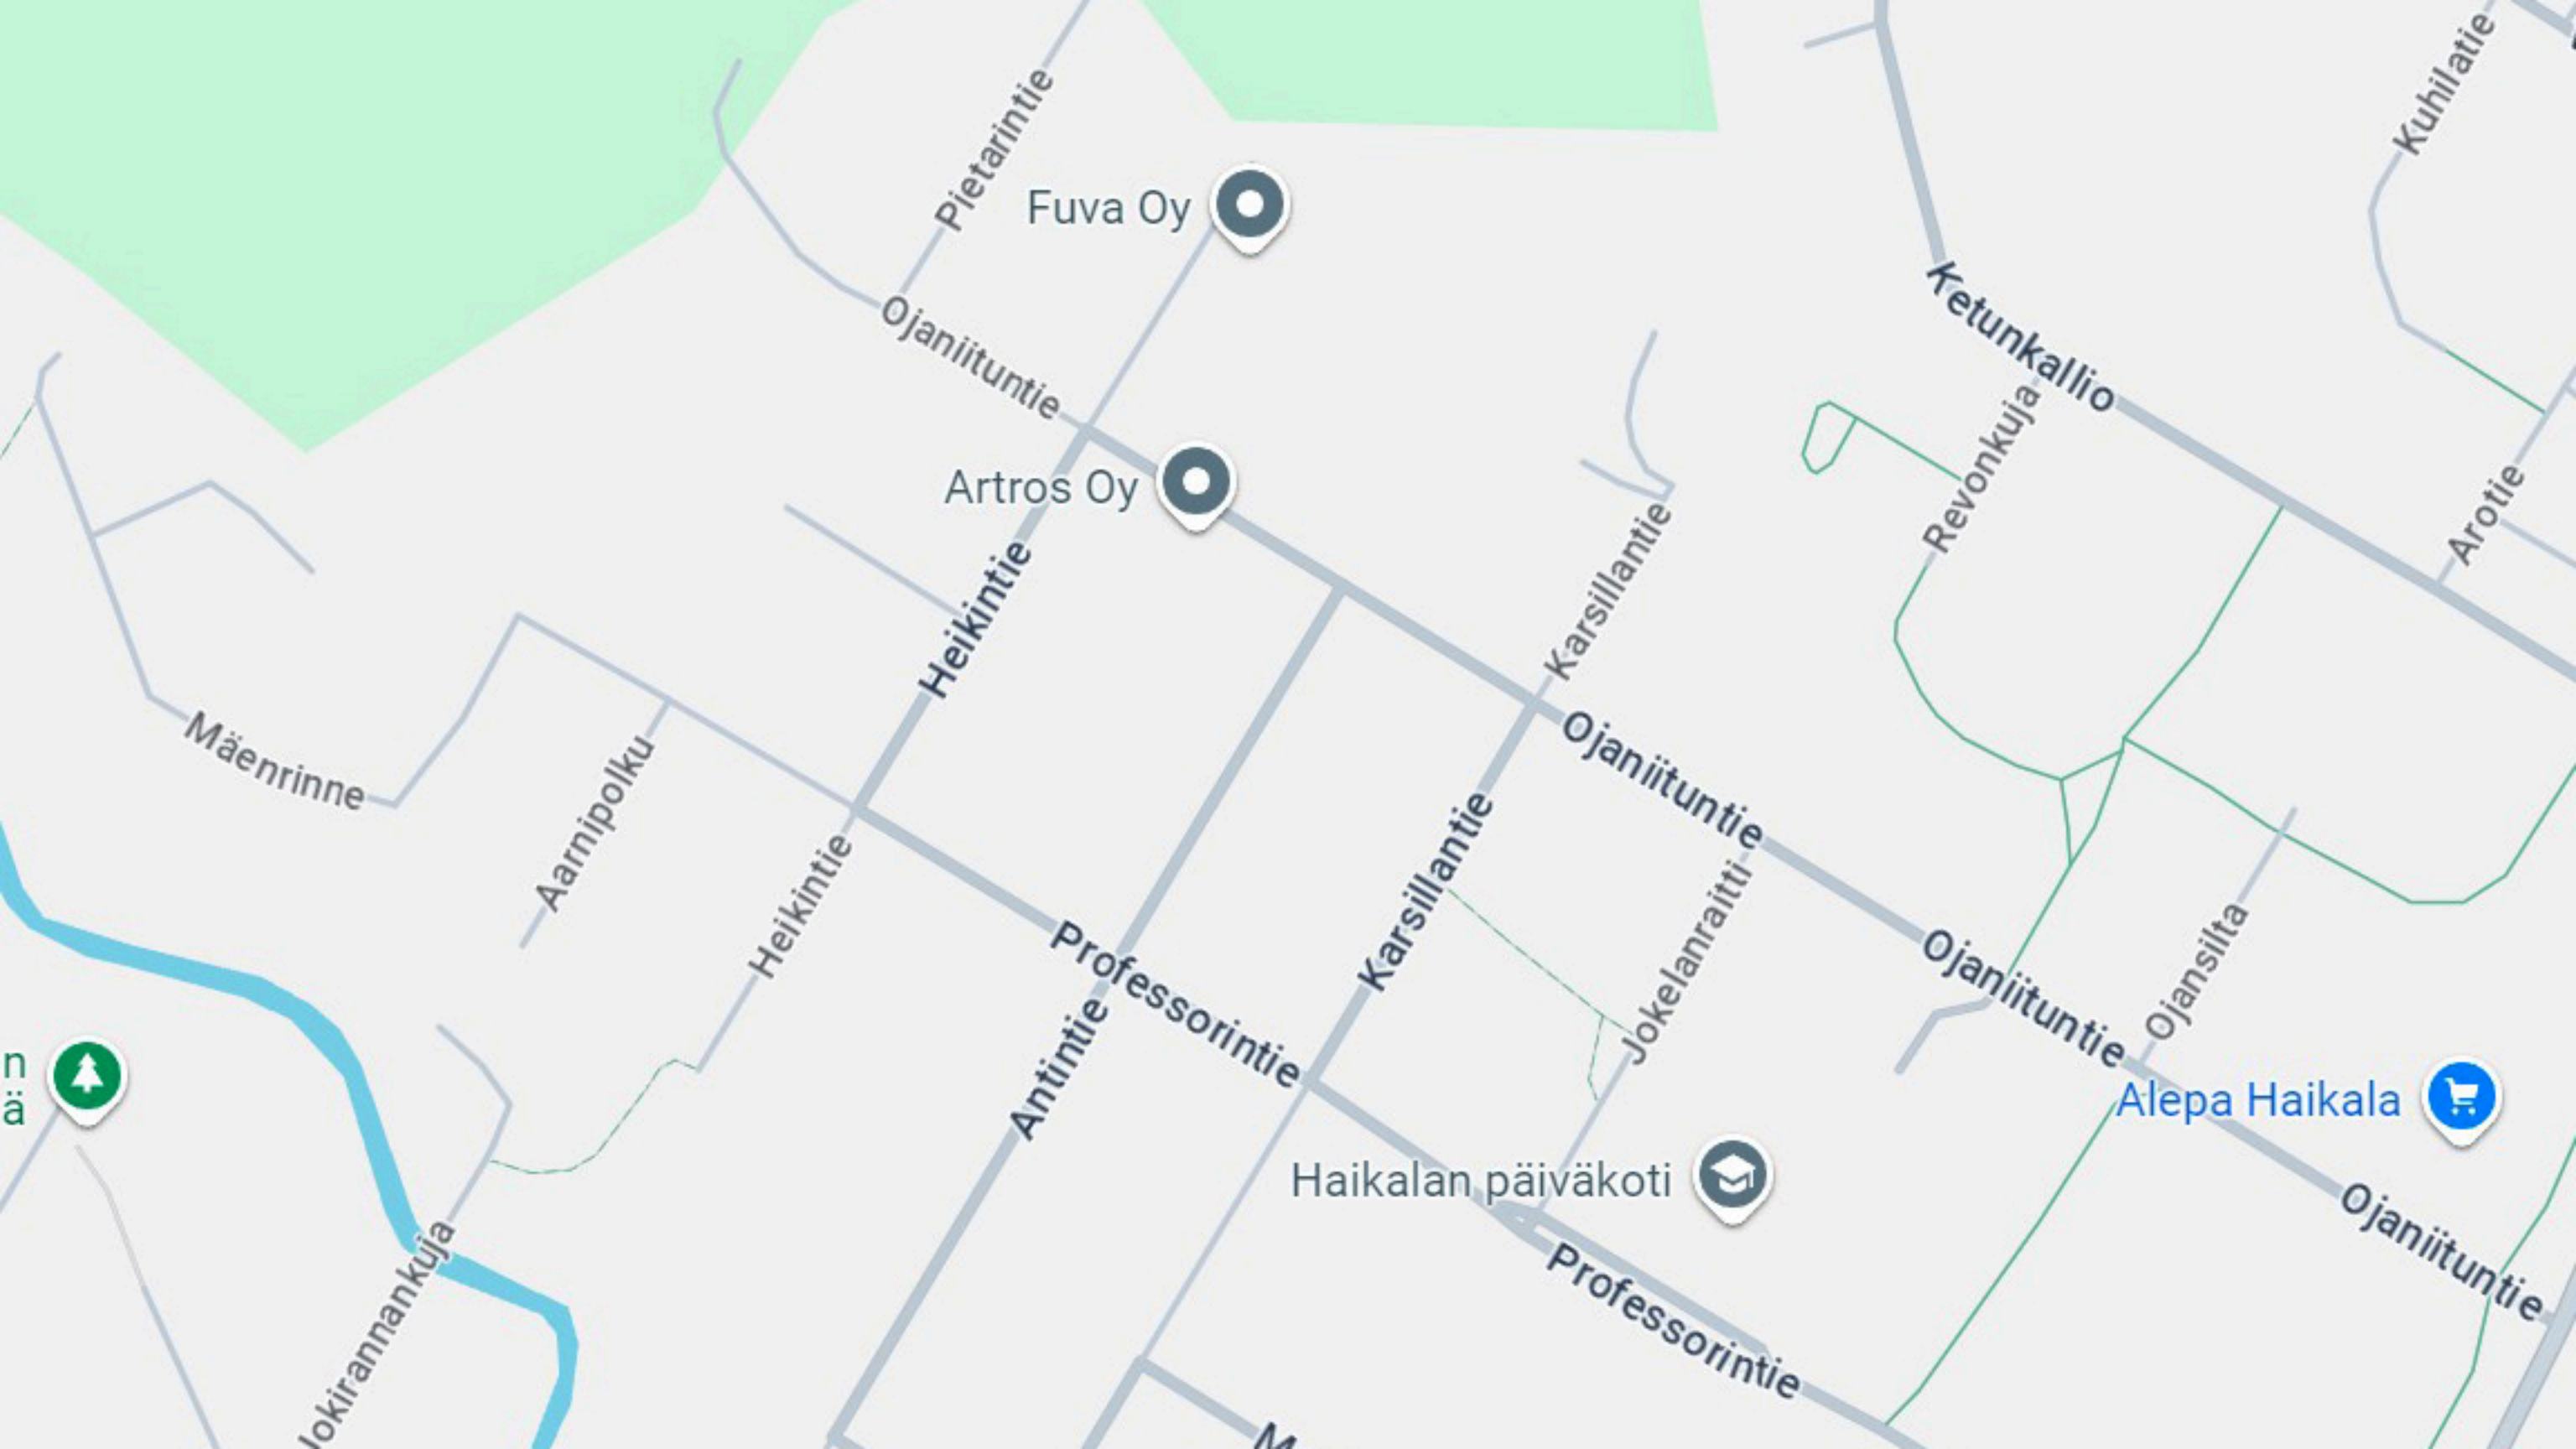 Kuhilatie
Pietarintie
Fuva Oy
Ojaniituntie
Ketunkallio
Revonkuja
Artros Oy
Arotie
Karsillantie
Heikintie
Mäenrinne
Aarnipolku
Ojaniituntie
Karsillantie
Heikintie
Jokelanraitti
Professorintie
Ojaniituntie
Ojansilta
Antintie
n
ä
Alepa Haikala
Haikalan päiväkoti
Ojaniituntie
Jokirannankuja
Professorintie
M